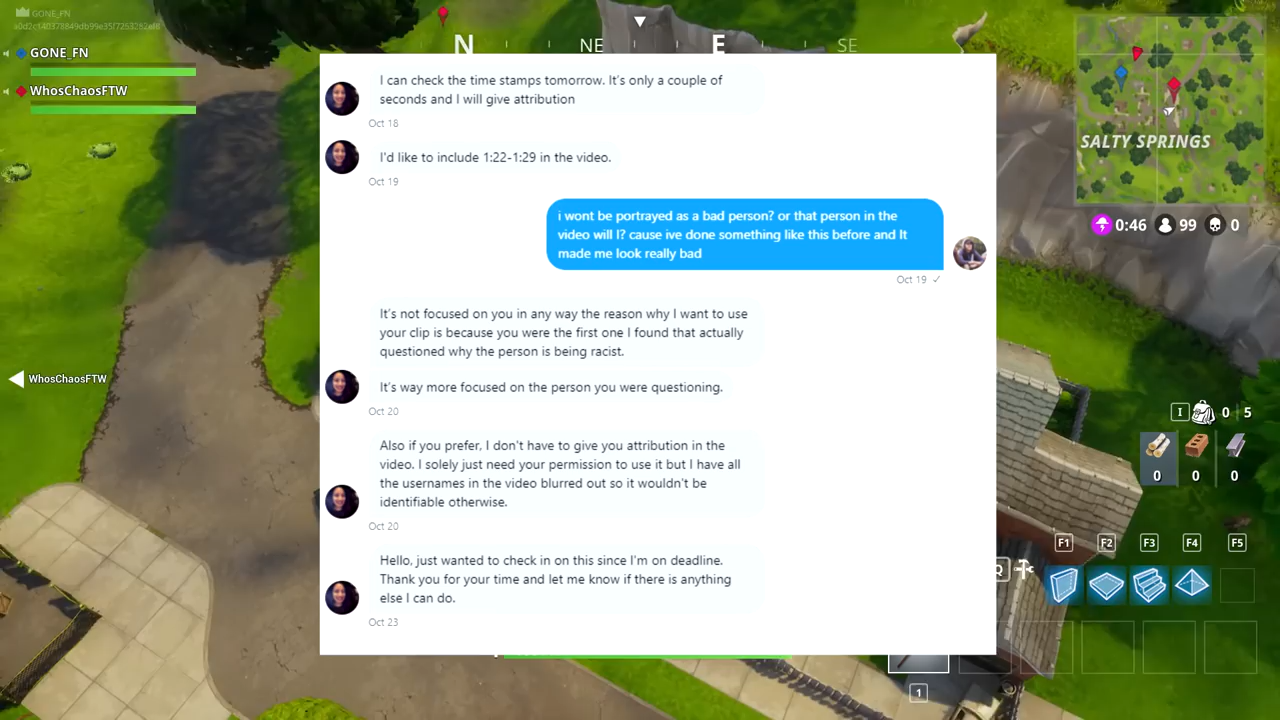 GONE_FN
N
NE
E
SE
GONE_FN
WhosChaosFTW
SALTY SPRINGS
0:46 99 0
I can check the time stamps tomorrow. It's only a couple of
seconds and I will give attribution
Oct 18
I'd like to include 1:22-1:29 in the video.
Oct 19
i wont be portrayed as a bad person? or that person in the
video will I? cause ive done something like this before and It
made me look really bad
Oct 19 ✓
It's not focused on you in any way the reason why I want to use
your clip is because you were the first one I found that actually
questioned why the person is being racist.
WhosChaosFTW
It's way more focused on the person you were questioning.
Oct 20
Also if you prefer, I don't have to give you attribution in the
video. I solely just need your permission to use it but I have all
the usernames in the video blurred out so it wouldn't be
identifiable otherwise.
Oct 20
Hello, just wanted to check in on this since I'm on deadline.
Thank you for your time and let me know if there is anything
else I can do.
Oct 23
I 0 | 5
0 0 0
F1 F2 F3 F4 F5
Q
1